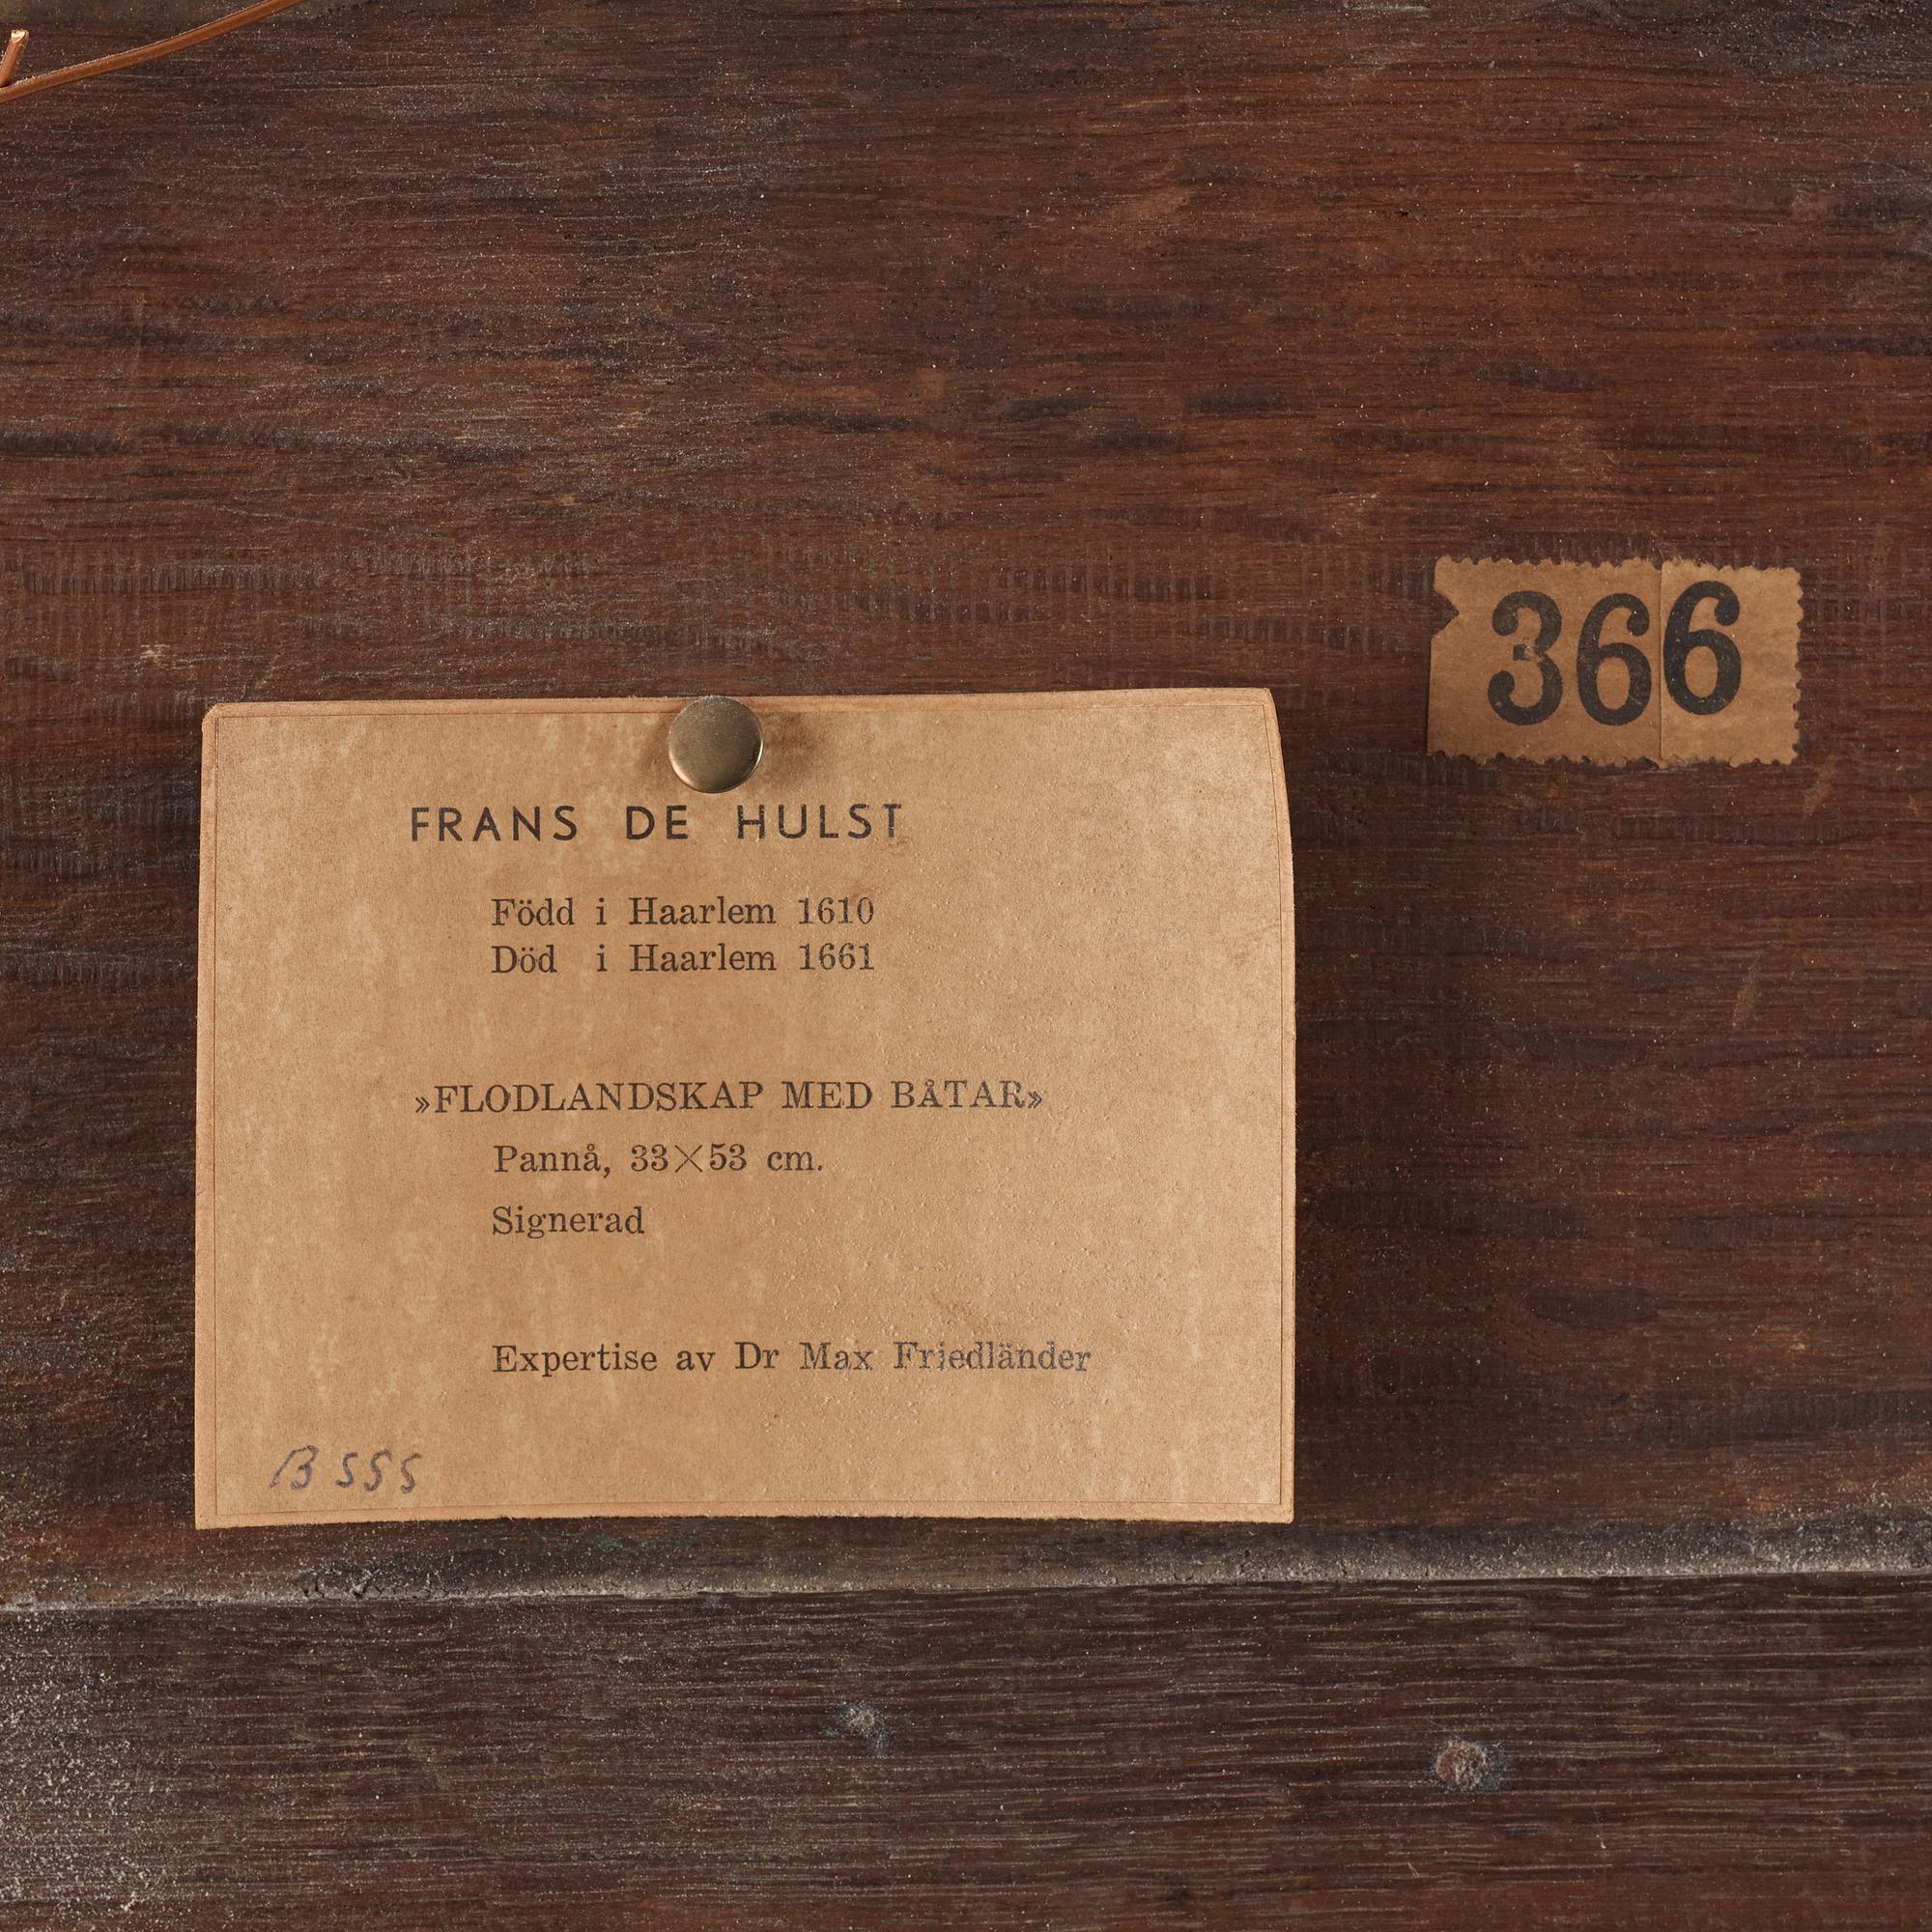 366
FRANS DE HULST
Född i Haarlem 1610
Död i Haarlem 1661
»FLODLANDSKAP MED BÅTAR»
Pannå, 33×53 cm.
Signerad
Expertise av Dr Max Friedländer
B 555